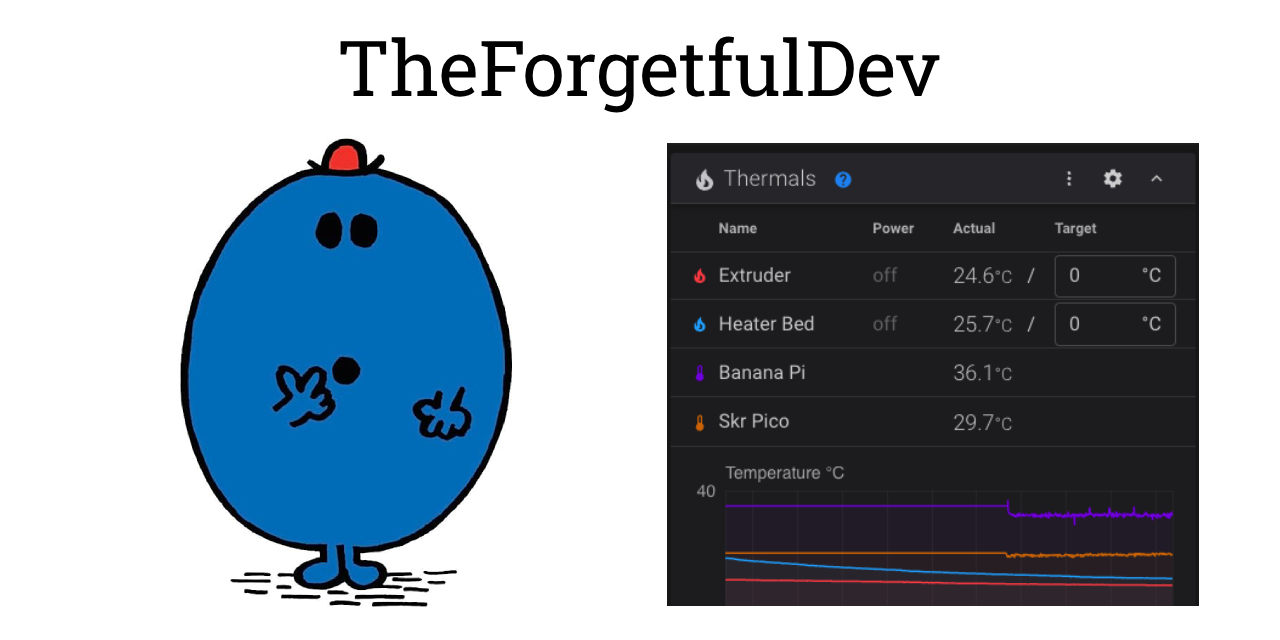 TheForgetfulDev
Thermals ?
Name Power Actual Target
Extruder off 24.6°C / 0 °C
Heater Bed off 25.7°C / 0 °C
Banana Pi 36.1°C
Skr Pico 29.7°C
Temperature °C
40